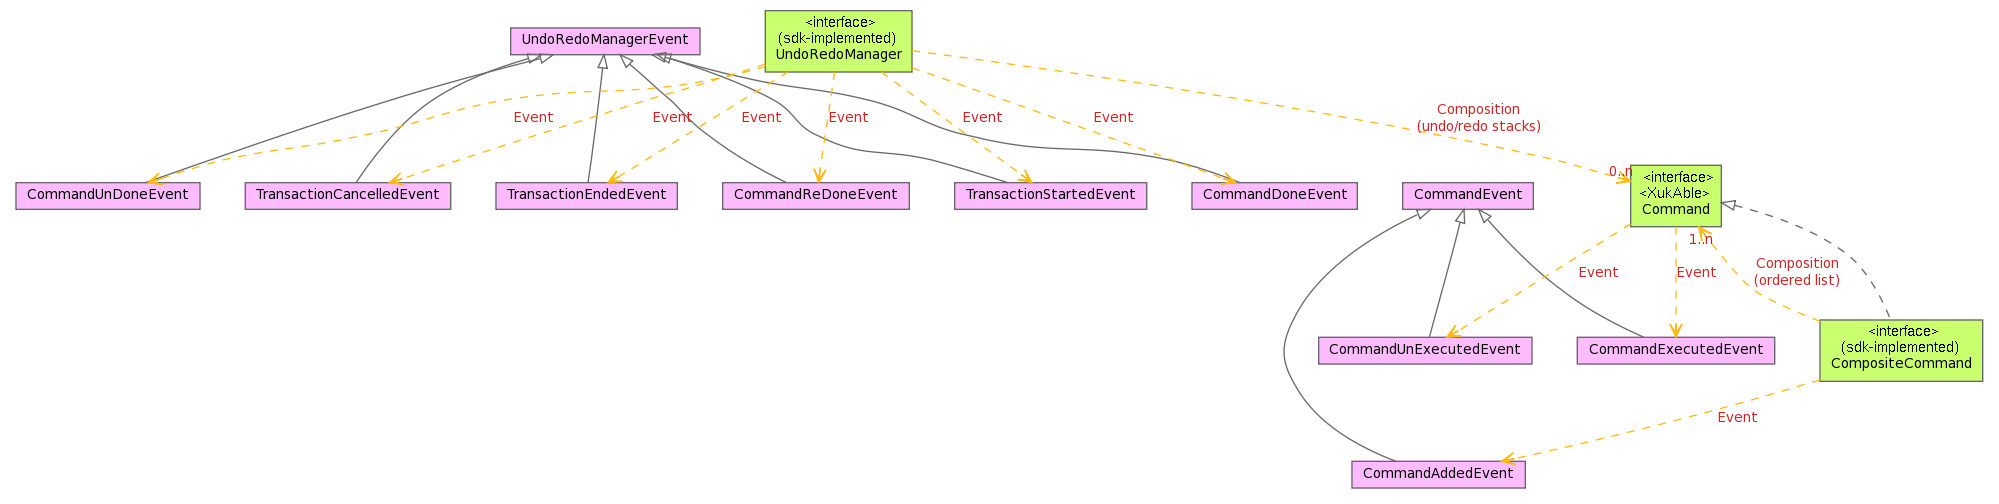 <interface>
(sdk-implemented)
UndoRedoManager
UndoRedoManagerEvent
Composition
(undo/redo stacks)
Event
Event
Event
Event
Event
Event
0..n
<interface>
<XukAble>
Command
CommandUnDoneEvent
TransactionCancelledEvent
TransactionEndedEvent
CommandReDoneEvent
TransactionStartedEvent
CommandDoneEvent
CommandEvent
1..n
Event
Event
Composition
(ordered list)
CommandUnExecutedEvent
CommandExecutedEvent
<interface>
(sdk-implemented)
CompositeCommand
Event
CommandAddedEvent